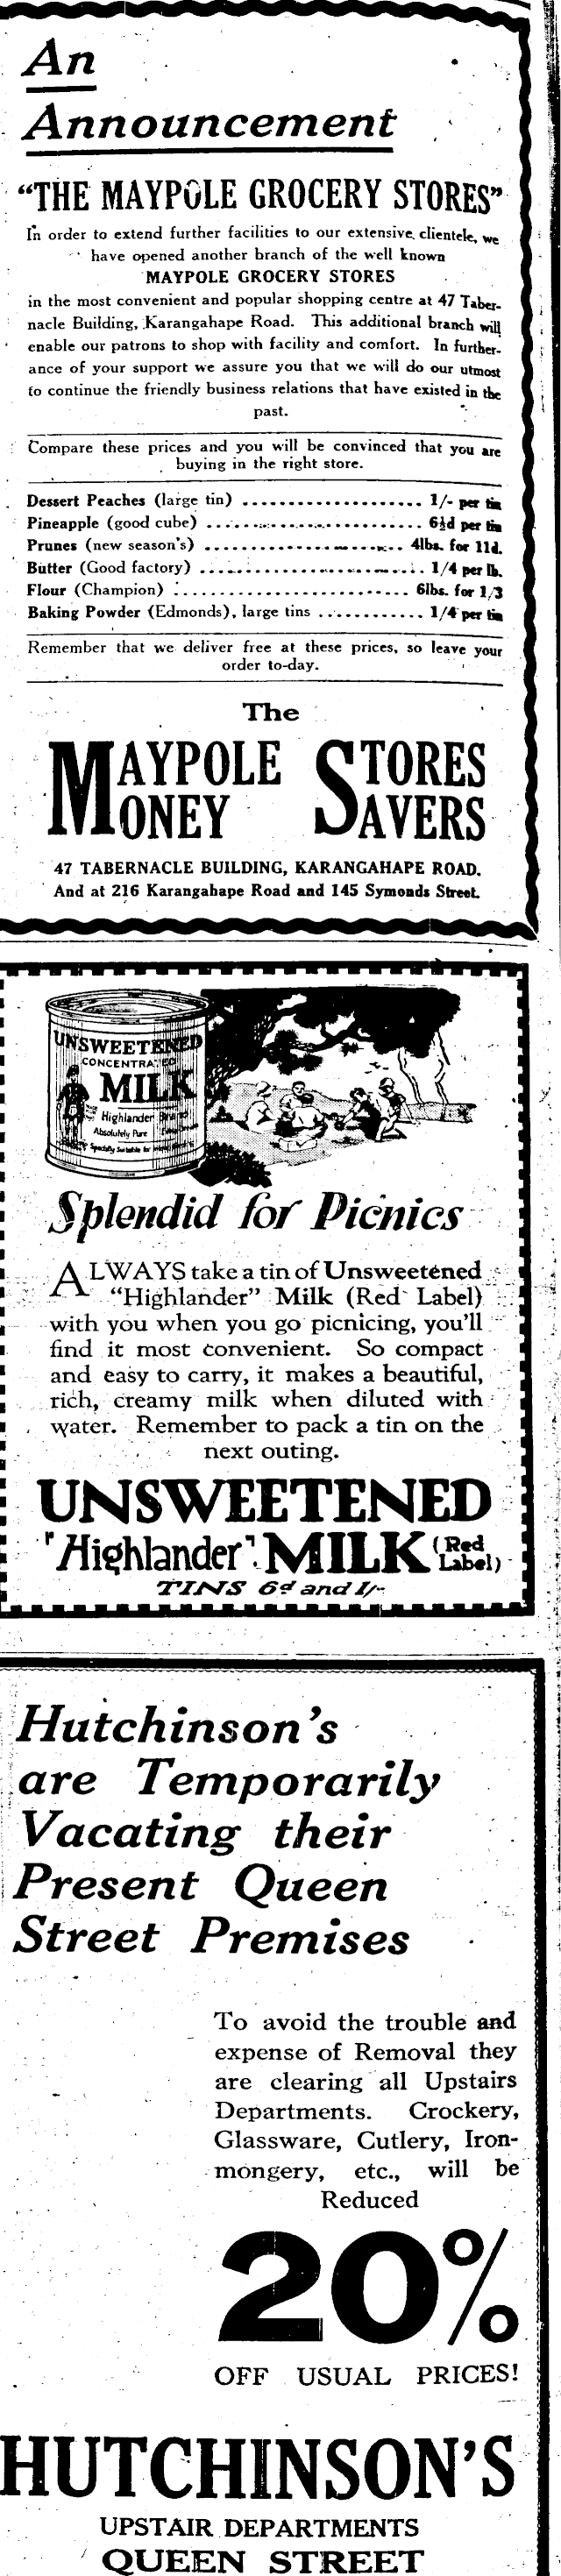 An
Announcement
“THE MAYPOLE GROCERY STORES”
In order to extend further facilities to our extensive clientele, we
have opened another branch of the well known
MAYPOLE GROCERY STORES
in the most convenient and popular shopping centre at 47 Taber-
nacle Building, Karangahape Road. This additional branch will
enable our patrons to shop with facility and comfort. In further-
ance of your support we assure you that we will do our utmost
to continue the friendly business relations that have existed in the
past.
Compare these prices and you will be convinced that you are
buying in the right store.
Dessert Peaches (large tin) .................... 1/- per tin
Pineapple (good cube) ........................ 6½d per tin
Prunes (new season's) ...................... 4lbs. for 11d.
Butter (Good factory) ......................... 1/4 per lb.
Flour (Champion) .......................... 6lbs. for 1/3
Baking Powder (Edmonds), large tins ............ 1/4 per tin
Remember that we deliver free at these prices, so leave your
order to-day.
The
MAYPOLE STORES
MONEY SAVERS
47 TABERNACLE BUILDING, KARANGAHAPE ROAD.
And at 216 Karangahape Road and 145 Symonds Street.
UNSWEETENED
CONCENTRATED
MILK
Highlander Brand
Absolutely Pure
Splendid for Picnics
ALWAYS take a tin of Unsweetened
“Highlander” Milk (Red Label)
with you when you go picnicing, you'll
find it most convenient. So compact
and easy to carry, it makes a beautiful,
rich, creamy milk when diluted with
water. Remember to pack a tin on the
next outing.
UNSWEETENED
"Highlander" MILK (Red Label)
TINS 6d and 1/-
Hutchinson's
are Temporarily
Vacating their
Present Queen
Street Premises
To avoid the trouble and
expense of Removal they
are clearing all Upstairs
Departments. Crockery,
Glassware, Cutlery, Iron-
mongery, etc., will be
Reduced
20%
OFF USUAL PRICES!
HUTCHINSON'S
UPSTAIR DEPARTMENTS
QUEEN STREET